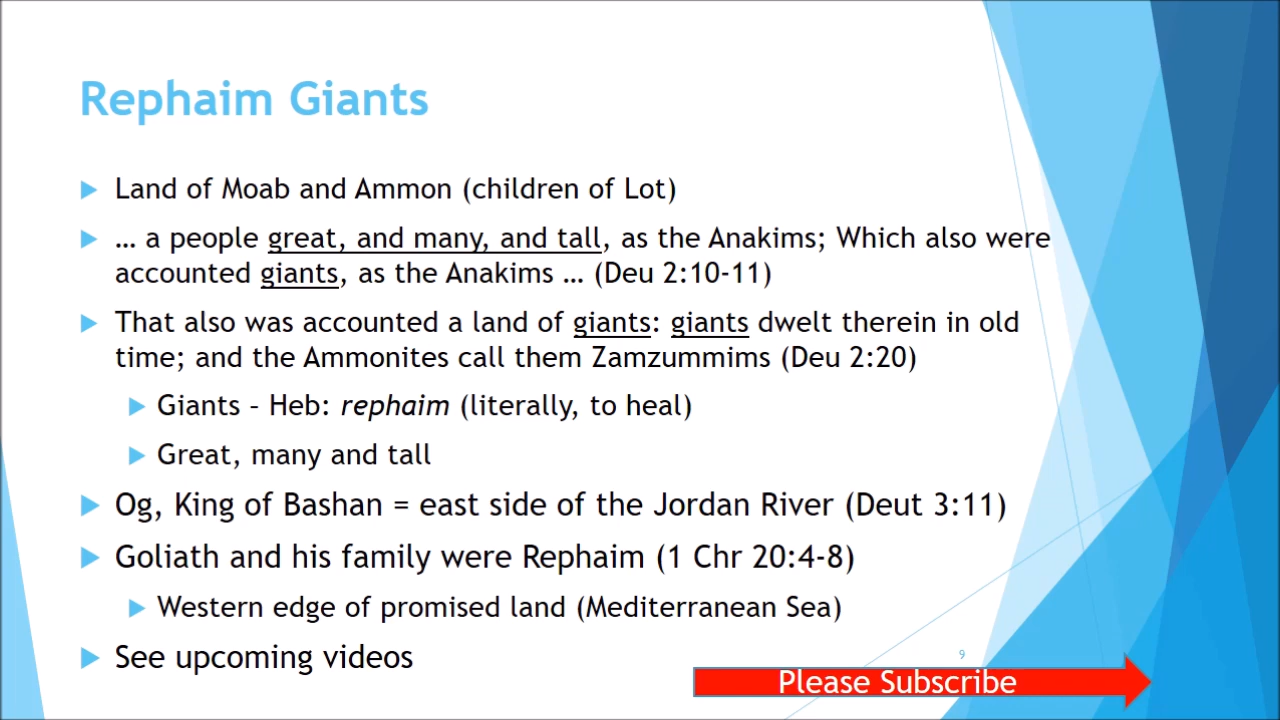 Rephaim Giants
Land of Moab and Ammon (children of Lot)
… a people great, and many, and tall, as the Anakims; Which also were
accounted giants, as the Anakims … (Deu 2:10-11)
That also was accounted a land of giants: giants dwelt therein in old
time; and the Ammonites call them Zamzummims (Deu 2:20)
Giants – Heb: rephaim (literally, to heal)
Great, many and tall
Og, King of Bashan = east side of the Jordan River (Deut 3:11)
Goliath and his family were Rephaim (1 Chr 20:4-8)
Western edge of promised land (Mediterranean Sea)
See upcoming videos
9
Please Subscribe